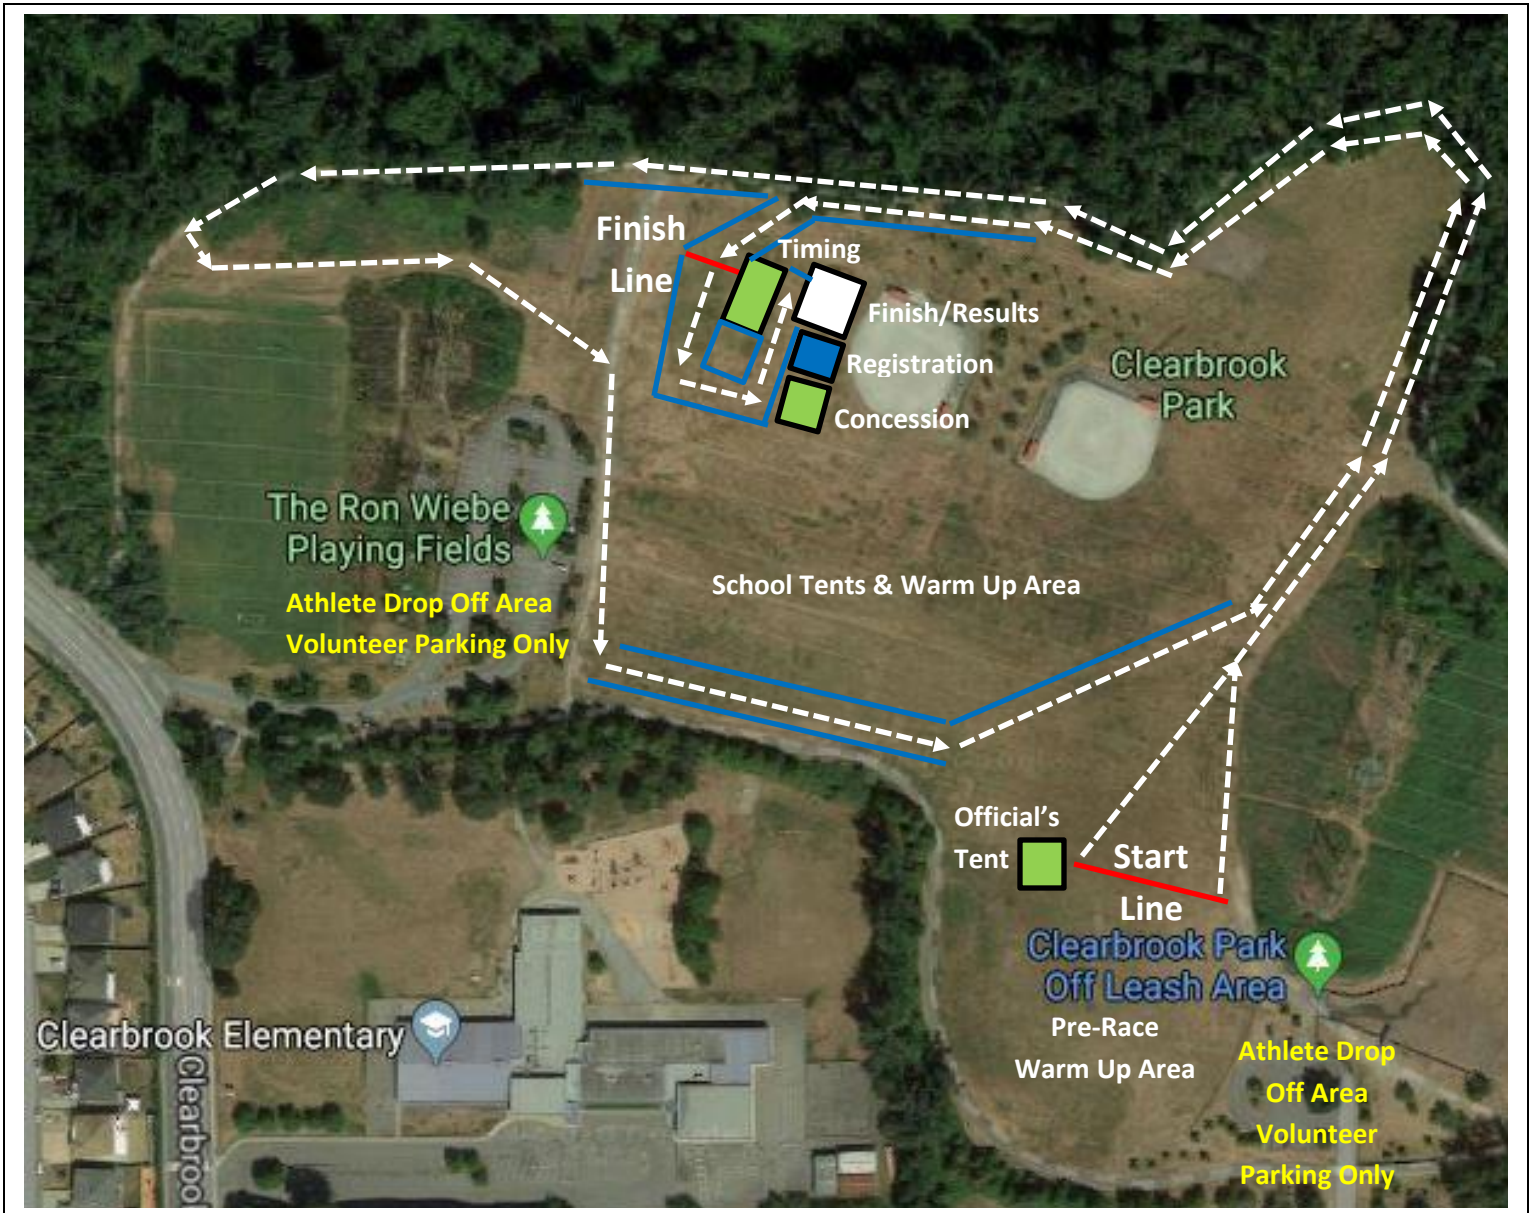 Finish
Line
Timing
Finish/Results
Registration
Concession
Clearbrook
Park
The Ron Wiebe
Playing Fields
Athlete Drop Off Area
Volunteer Parking Only
School Tents & Warm Up Area
Official's
Tent
Start
Line
Clearbrook Park
Off Leash Area
Pre-Race
Warm Up Area
Athlete Drop
Off Area
Volunteer
Parking Only
Clearbrook Elementary
Clearbrook